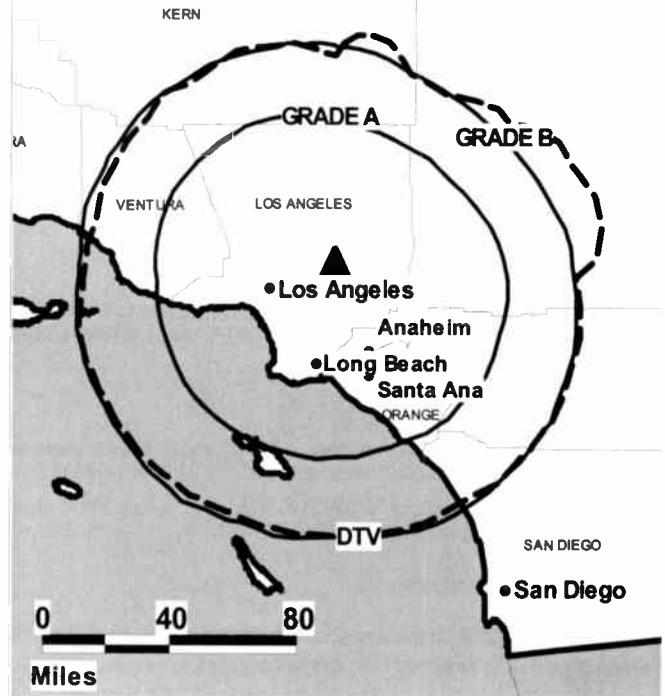 KERN
GRADE A
GRADE B
RA
VENTURA
LOS ANGELES
Los Angeles
Anaheim
Long Beach
Santa Ana
ORANGE
DTV
SAN DIEGO
San Diego
0 40 80
Miles